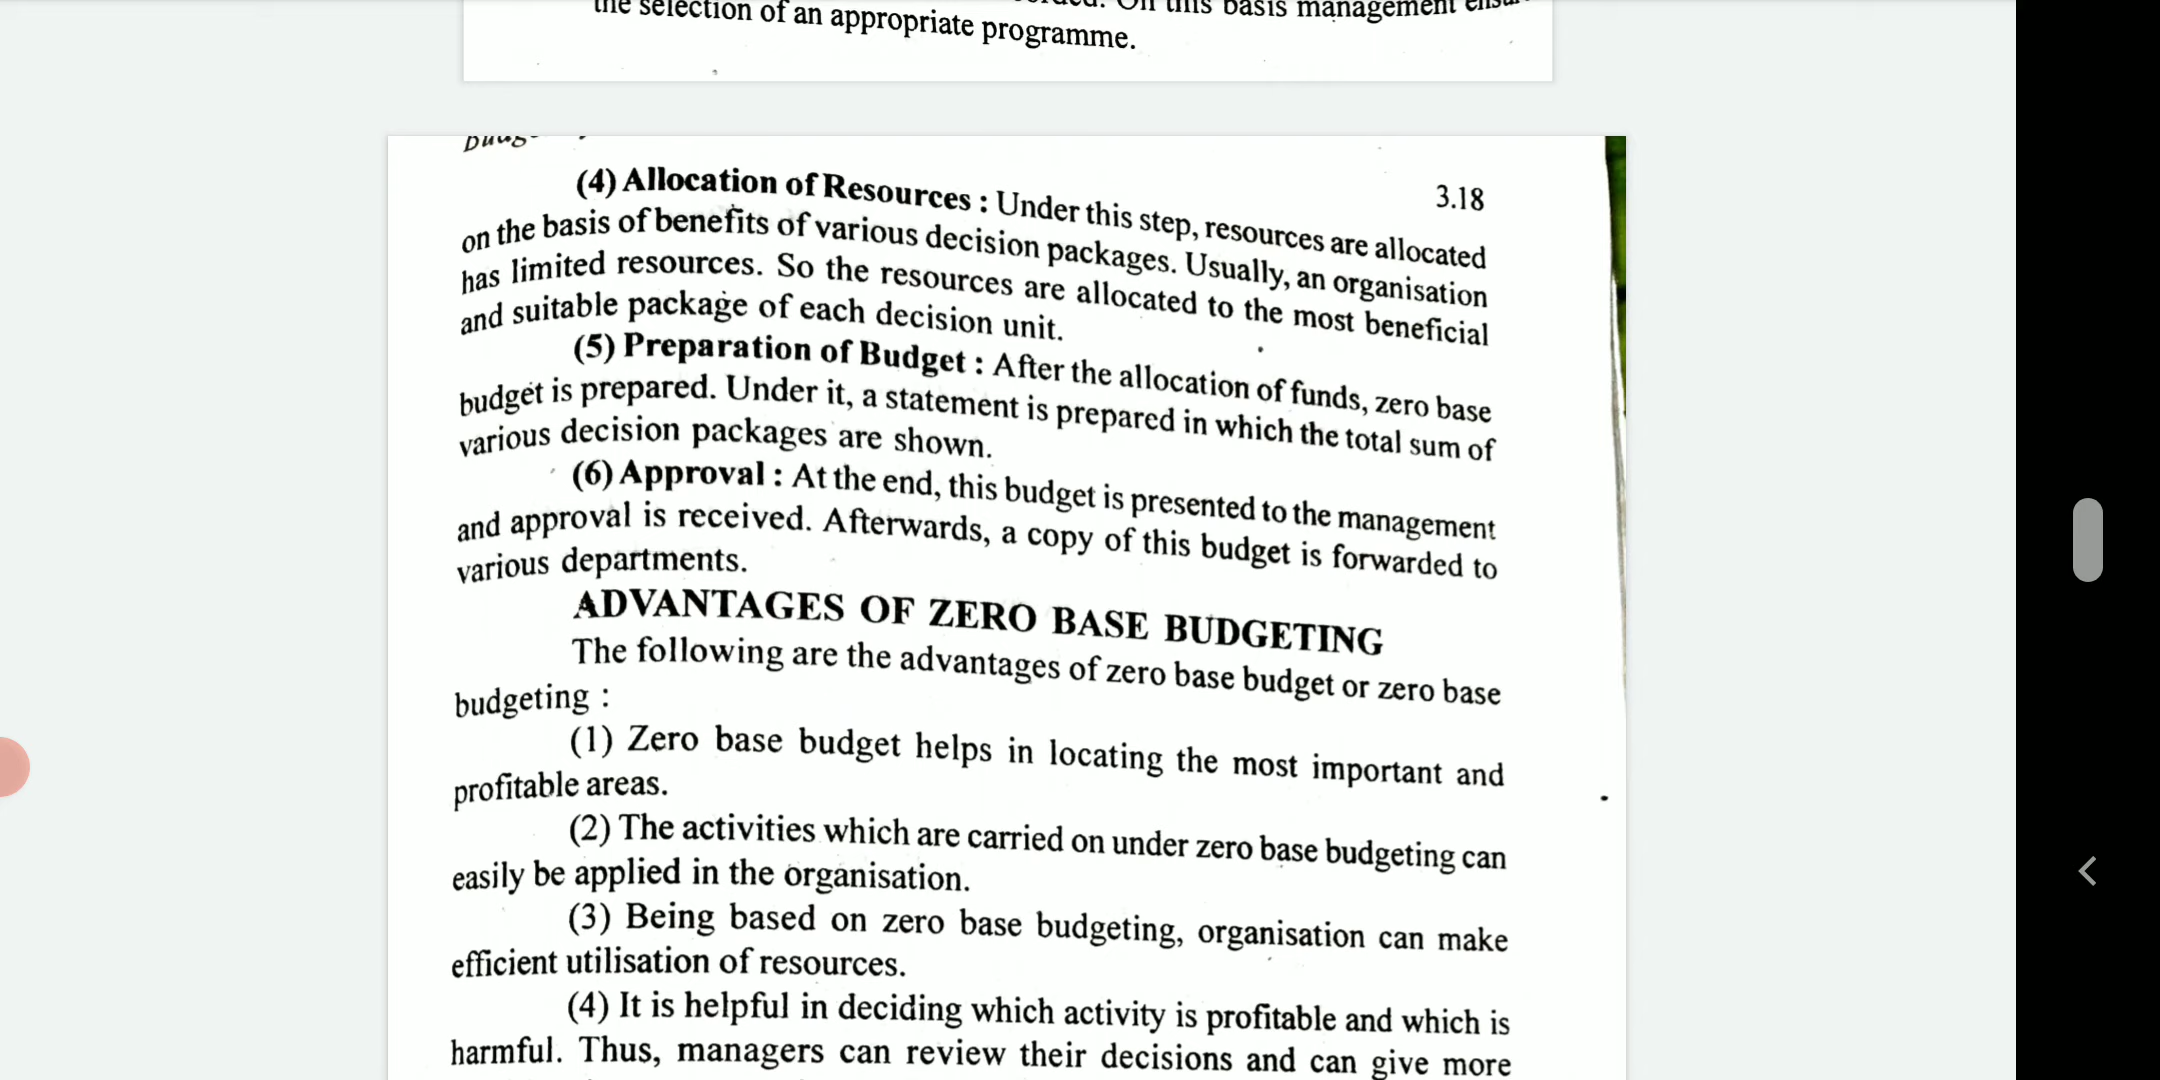 the selection of an appropriate programme.
On this basis management
3.18
(4) Allocation of Resources : Under this step, resources are allocated
on the basis of benefits of various decision packages. Usually, an organisation
has limited resources. So the resources are allocated to the most beneficial
and suitable package of each decision unit.
(5) Preparation of Budget : After the allocation of funds, zero base
budget is prepared. Under it, a statement is prepared in which the total sum of
various decision packages are shown.
(6) Approval : At the end, this budget is presented to the management
and approval is received. Afterwards, a copy of this budget is forwarded to
various departments.
ADVANTAGES OF ZERO BASE BUDGETING
The following are the advantages of zero base budget or zero base
budgeting :
(1) Zero base budget helps in locating the most important and
profitable areas.
(2) The activities which are carried on under zero base budgeting can
easily be applied in the organisation.
(3) Being based on zero base budgeting, organisation can make
efficient utilisation of resources.
(4) It is helpful in deciding which activity is profitable and which is
harmful. Thus, managers can review their decisions and can give more